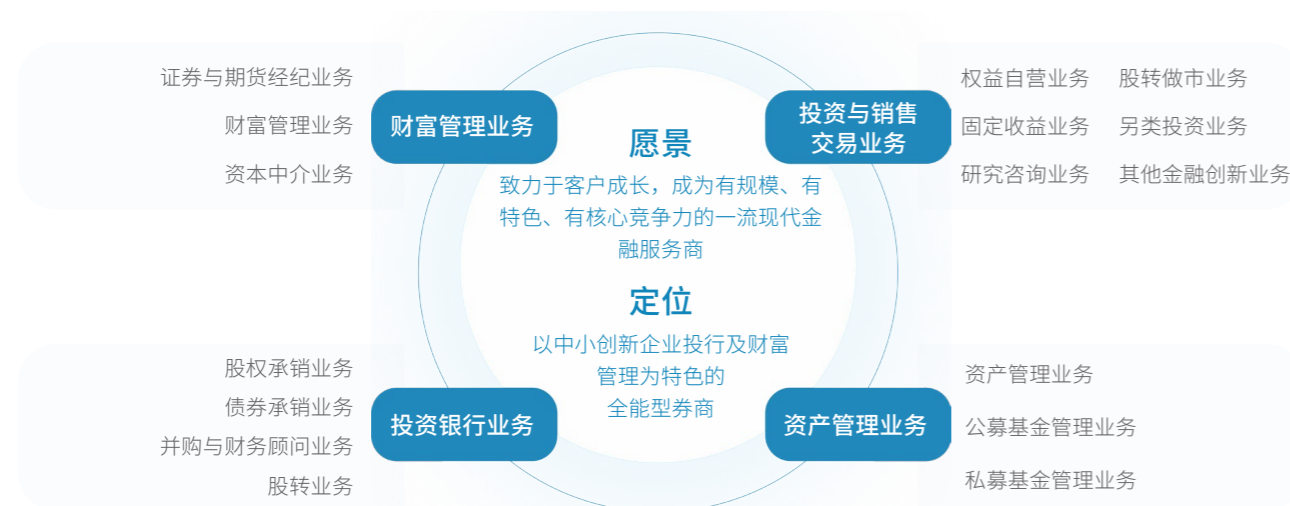 证券与期货经纪业务
财富管理业务
资本中介业务
财富管理业务
愿景
致力于客户成长，成为有规模、有
特色、有核心竞争力的一流现代金
融服务商
定位
以中小创新企业投行及财富
管理为特色的
全能型券商
投资与销售
交易业务
权益自营业务 股转做市业务
固定收益业务 另类投资业务
研究咨询业务 其他金融创新业务
股权承销业务
债券承销业务
并购与财务顾问业务
股转业务
投资银行业务
资产管理业务
资产管理业务
公募基金管理业务
私募基金管理业务